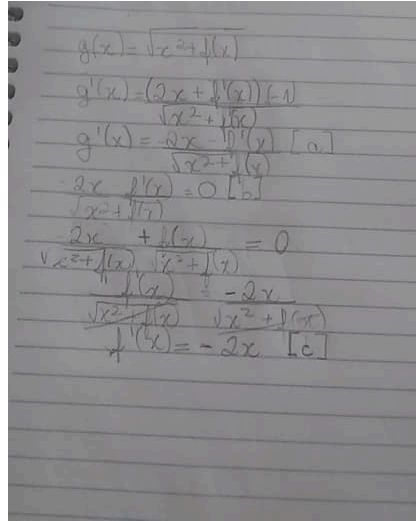 g(x) = √x²+f(x)
g'(x) = (2x + f'(x)) (-1)
√x² + f(x)
g'(x) = -2x - f'(x) [a]
√x²+f(x)
-2x f'(x) = 0 [b]
√x²+f(x)
2x + f(x) = 0
√x²+f(x) √x²+f(x)
f'(x) = -2x
√x²+f(x) √x²+f(x)
f'(x) = -2x [c]